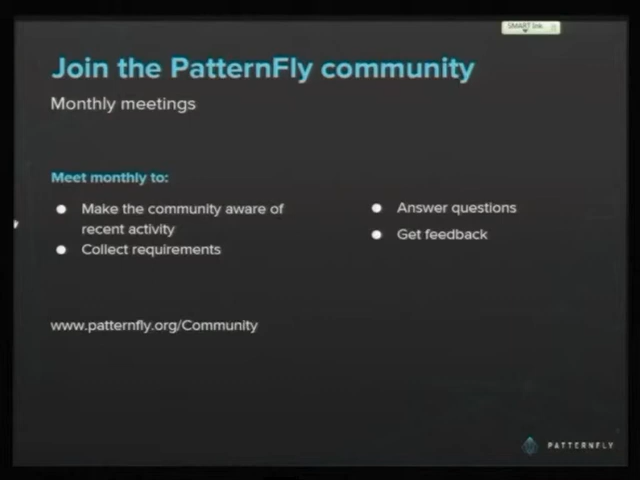 SMART Ink
Join the PatternFly community
Monthly meetings
Meet monthly to:
Make the community aware of
recent activity
Collect requirements
Answer questions
Get feedback
www.patternfly.org/Community
PATTERNFLY